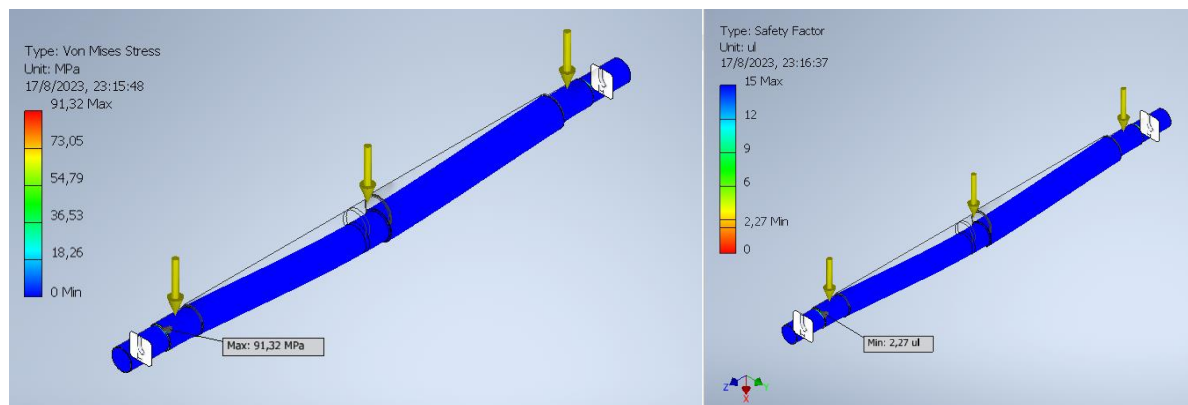 Type: Von Mises Stress
Unit: MPa
17/8/2023, 23:15:48
91,32 Max
73,05
54,79
36,53
18,26
0 Min
Max: 91,32 MPa
Type: Safety Factor
Unit: ul
17/8/2023, 23:16:37
15 Max
12
9
6
2,27 Min
0
Min: 2,27 ul
Z
Y
X